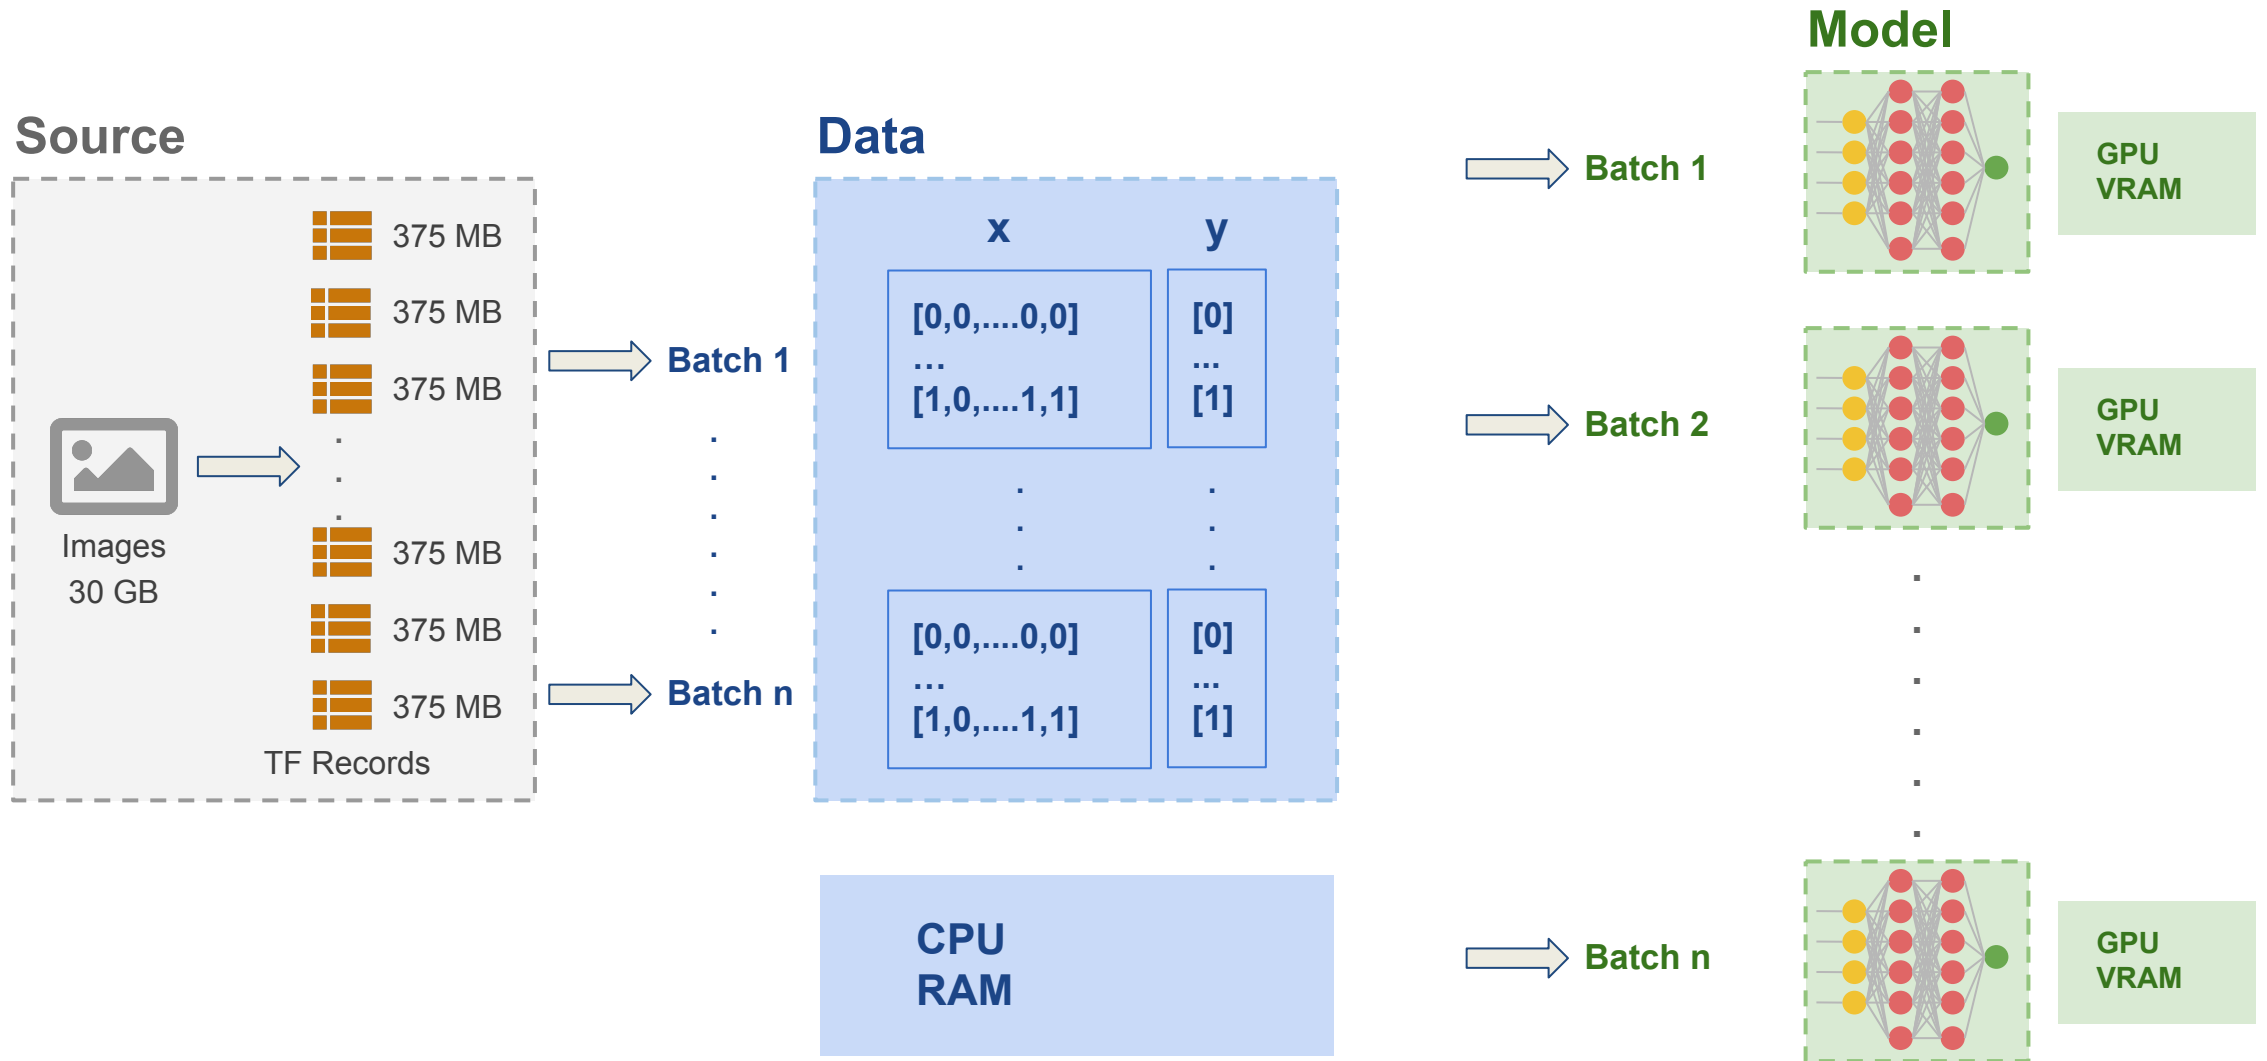 Source
Images
30 GB
375 MB
375 MB
375 MB
.
.
.
375 MB
375 MB
375 MB
TF Records
Batch 1
.
.
.
.
.
.
Batch n
Data
x
y
[0,0,....0,0]
…
[1,0,....1,1]
[0]
...
[1]
.
.
.
.
.
.
[0,0,....0,0]
…
[1,0,....1,1]
[0]
...
[1]
CPU
RAM
Model
Batch 1
GPU
VRAM
Batch 2
GPU
VRAM
.
.
.
.
.
.
Batch n
GPU
VRAM